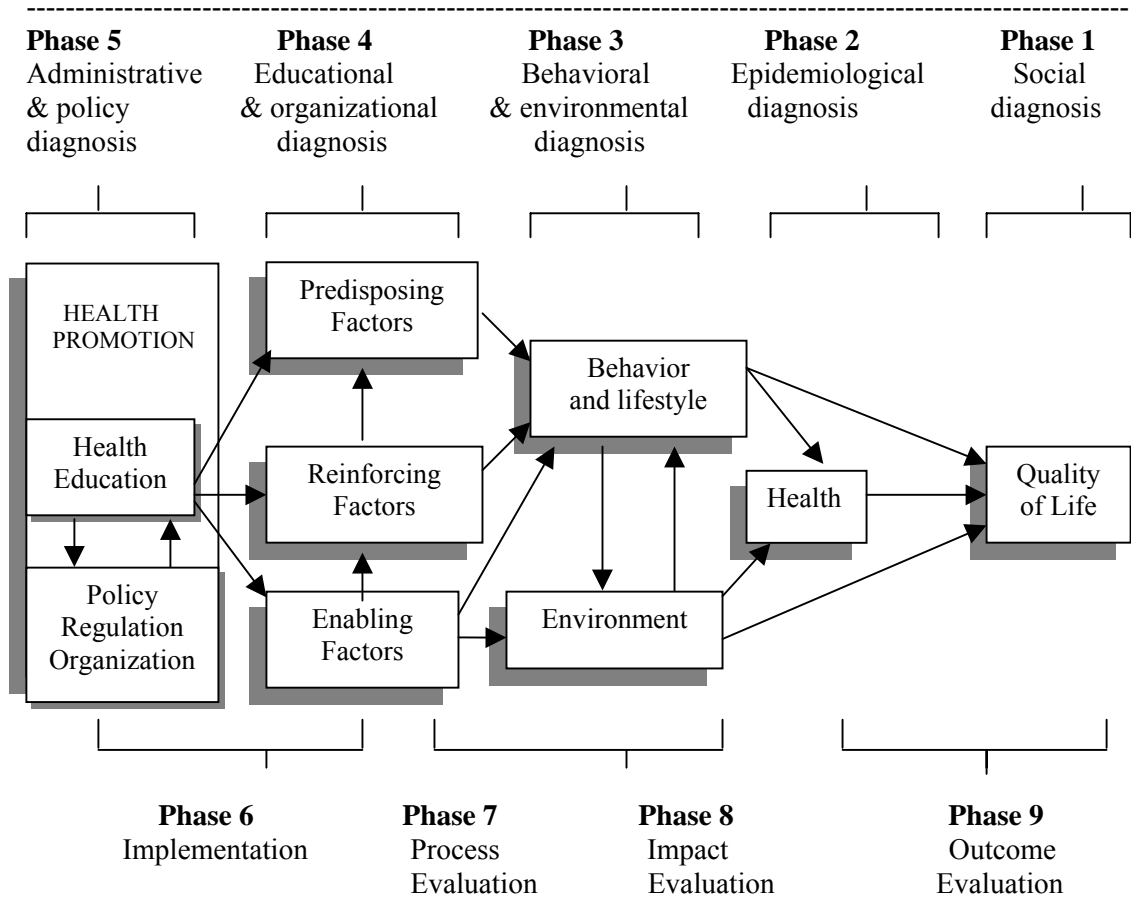 Phase 5
Administrative
& policy
diagnosis
Phase 4
Educational
& organizational
diagnosis
Phase 3
Behavioral
& environmental
diagnosis
Phase 2
Epidemiological
diagnosis
Phase 1
Social
diagnosis
HEALTH
PROMOTION
Health
Education
Policy
Regulation
Organization
Predisposing
Factors
Reinforcing
Factors
Enabling
Factors
Behavior
and lifestyle
Environment
Health
Quality
of Life
Phase 6
Implementation
Phase 7
Process
Evaluation
Phase 8
Impact
Evaluation
Phase 9
Outcome
Evaluation